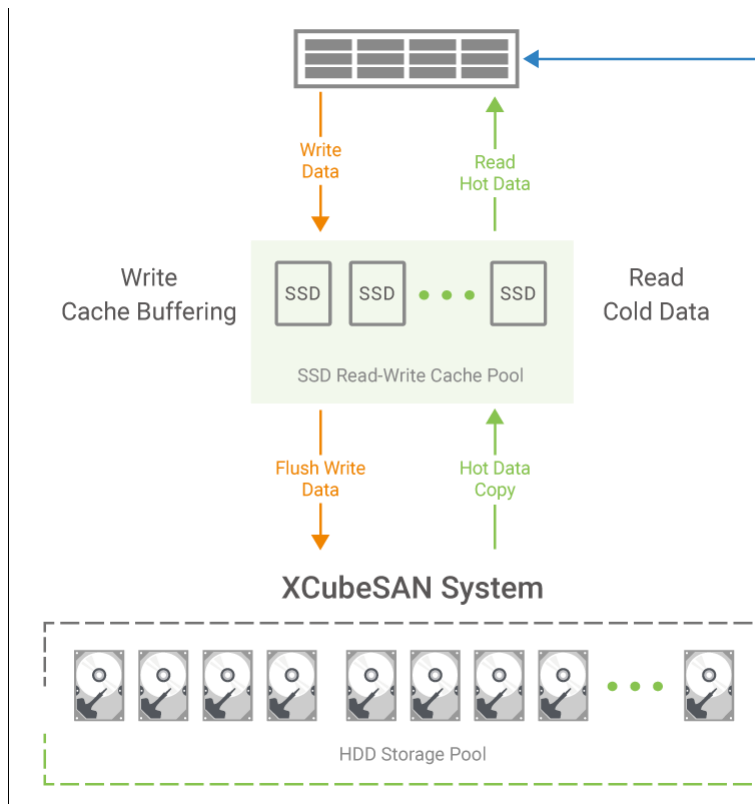 Write
Data
Read
Hot Data
Write
Cache Buffering
SSD
SSD
SSD
Read
Cold Data
SSD Read-Write Cache Pool
Flush Write
Data
Hot Data
Copy
XCubeSAN System
HDD Storage Pool